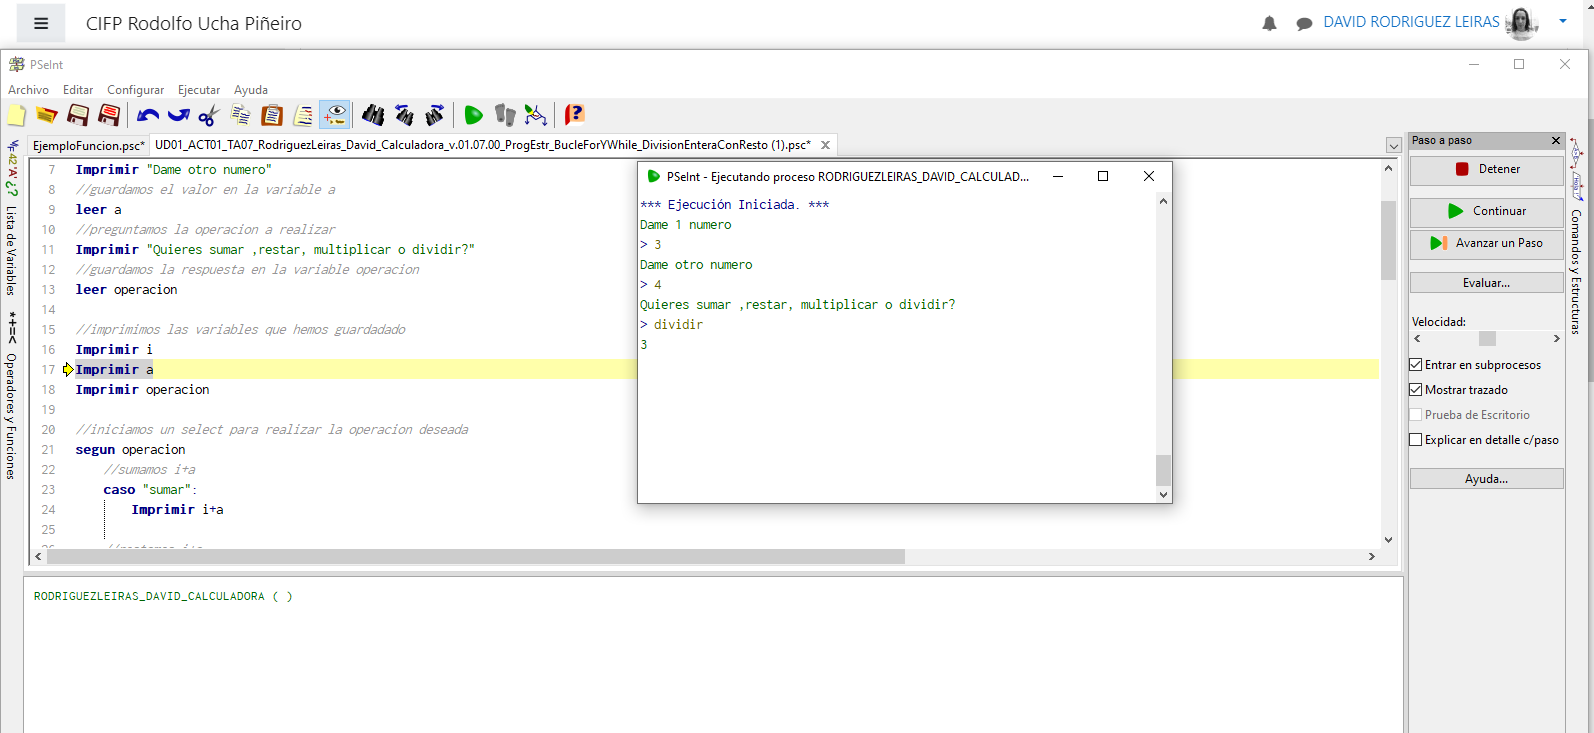 CIFP Rodolfo Ucha Piñeiro
DAVID RODRIGUEZ LEIRAS
PSeInt
Archivo Editar Configurar Ejecutar Ayuda
EjemploFuncion.psc* UD01_ACT01_TA07_RodriguezLeiras_David_Calculadora_v.01.07.00_ProgEstr_BucleForYWhile_DivisionEnteraConResto (1).psc*
Lista de Variables
Operadores y Funciones
7 Imprimir "Dame otro numero"
8 //guardamos el valor en la variable a
9 leer a
10 //preguntamos la operacion a realizar
11 Imprimir "Quieres sumar ,restar, multiplicar o dividir?"
12 //guardamos la respuesta en la variable operacion
13 leer operacion
14
15 //imprimimos las variables que hemos guardadado
16 Imprimir i
17 Imprimir a
18 Imprimir operacion
19
20 //iniciamos un select para realizar la operacion deseada
21 segun operacion
22 //sumamos i+a
23 caso "sumar":
24 Imprimir i+a
25
PSeInt - Ejecutando proceso RODRIGUEZLEIRAS_DAVID_CALCULAD...
*** Ejecución Iniciada. ***
Dame 1 numero
> 3
Dame otro numero
> 4
Quieres sumar ,restar, multiplicar o dividir?
> dividir
3
RODRIGUEZLEIRAS_DAVID_CALCULADORA ( )
Paso a paso
Detener
Continuar
Avanzar un Paso
Evaluar...
Velocidad:
Entrar en subprocesos
Mostrar trazado
Prueba de Escritorio
Explicar en detalle c/paso
Ayuda...
Comandos y Estructuras